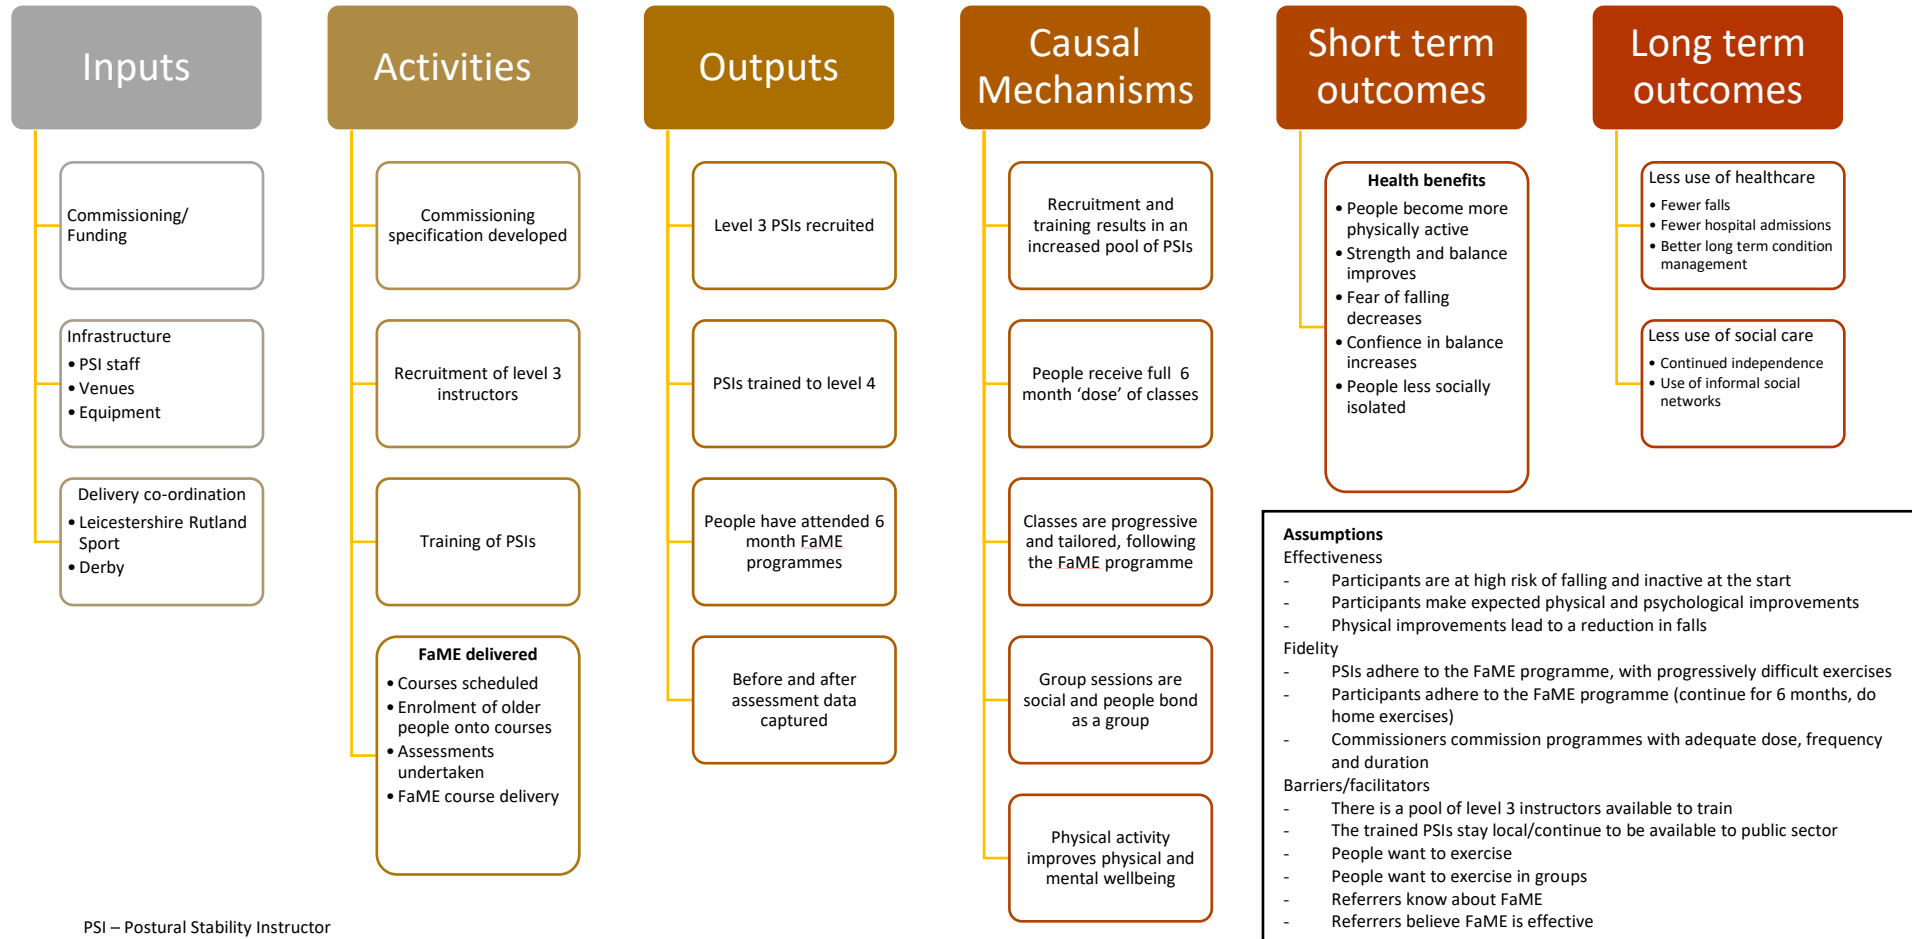 Inputs
Commissioning/
Funding
Infrastructure
• PSI staff
• Venues
• Equipment
Delivery co-ordination
• Leicestershire Rutland
Sport
• Derby
Activities
Commissioning
specification developed
Recruitment of level 3
instructors
Training of PSIs
FaME delivered
• Courses scheduled
• Enrolment of older
people onto courses
• Assessments
undertaken
• FaME course delivery
Outputs
Level 3 PSIs recruited
PSIs trained to level 4
People have attended 6
month FaME
programmes
Before and after
assessment data
captured
Causal
Mechanisms
Recruitment and
training results in an
increased pool of PSIs
People receive full 6
month ‘dose’ of classes
Classes are progressive
and tailored, following
the FaME programme
Group sessions are
social and people bond
as a group
Physical activity
improves physical and
mental wellbeing
Short term
outcomes
Health benefits
• People become more
physically active
• Strength and balance
improves
• Fear of falling
decreases
• Confience in balance
increases
• People less socially
isolated
Long term
outcomes
Less use of healthcare
• Fewer falls
• Fewer hospital admissions
• Better long term condition
management
Less use of social care
• Continued independence
• Use of informal social
networks
Assumptions
Effectiveness
- Participants are at high risk of falling and inactive at the start
- Participants make expected physical and psychological improvements
- Physical improvements lead to a reduction in falls
Fidelity
- PSIs adhere to the FaME programme, with progressively difficult exercises
- Participants adhere to the FaME programme (continue for 6 months, do
home exercises)
- Commissioners commission programmes with adequate dose, frequency
and duration
Barriers/facilitators
- There is a pool of level 3 instructors available to train
- The trained PSIs stay local/continue to be available to public sector
- People want to exercise
- People want to exercise in groups
- Referrers know about FaME
- Referrers believe FaME is effective
PSI – Postural Stability Instructor